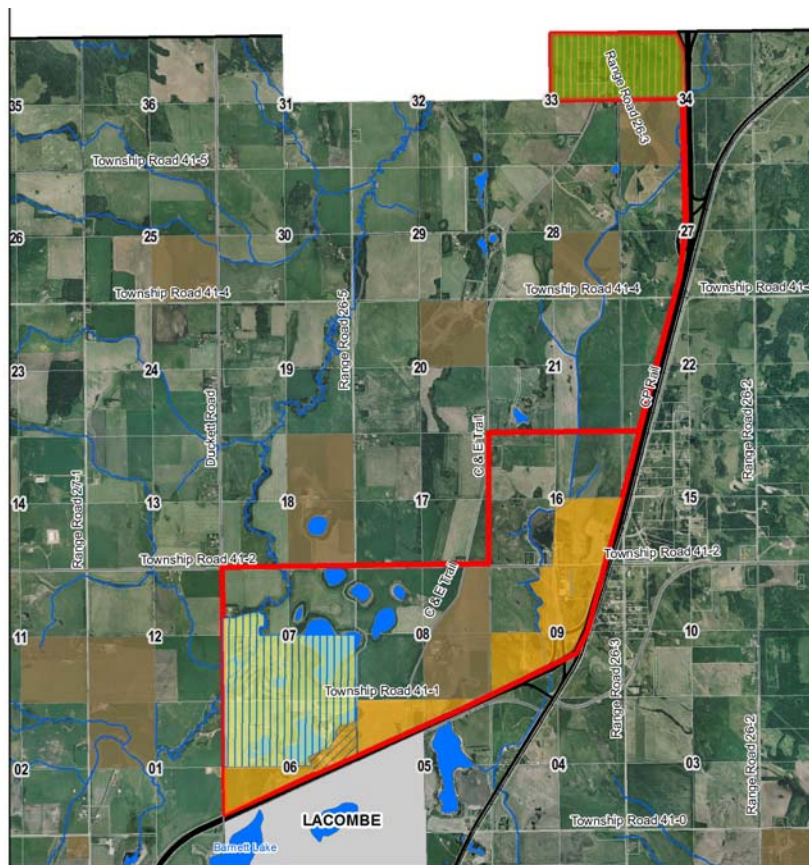 35 36 31 32 33 34
Range Road 26-3
Township Road 41-5
26 25 30 29 28 27
Township Road 41-4
Township Road 41-4
Township Road 41-4
Range Road 26-5
23 24 19 20 21 22
CP Rail
Range Road 26-2
Duckett Road
C & E Trail
Range Road 27-1
14 13 18 17 16 15
Township Road 41-2
Township Road 41-2
C & E Trail
11 12 07 08 09 10
Range Road 26-3
Township Road 41-1
Range Road 26-2
02 01 06 05 04 03
LACOMBE
Township Road 41-0
Barnett Lake